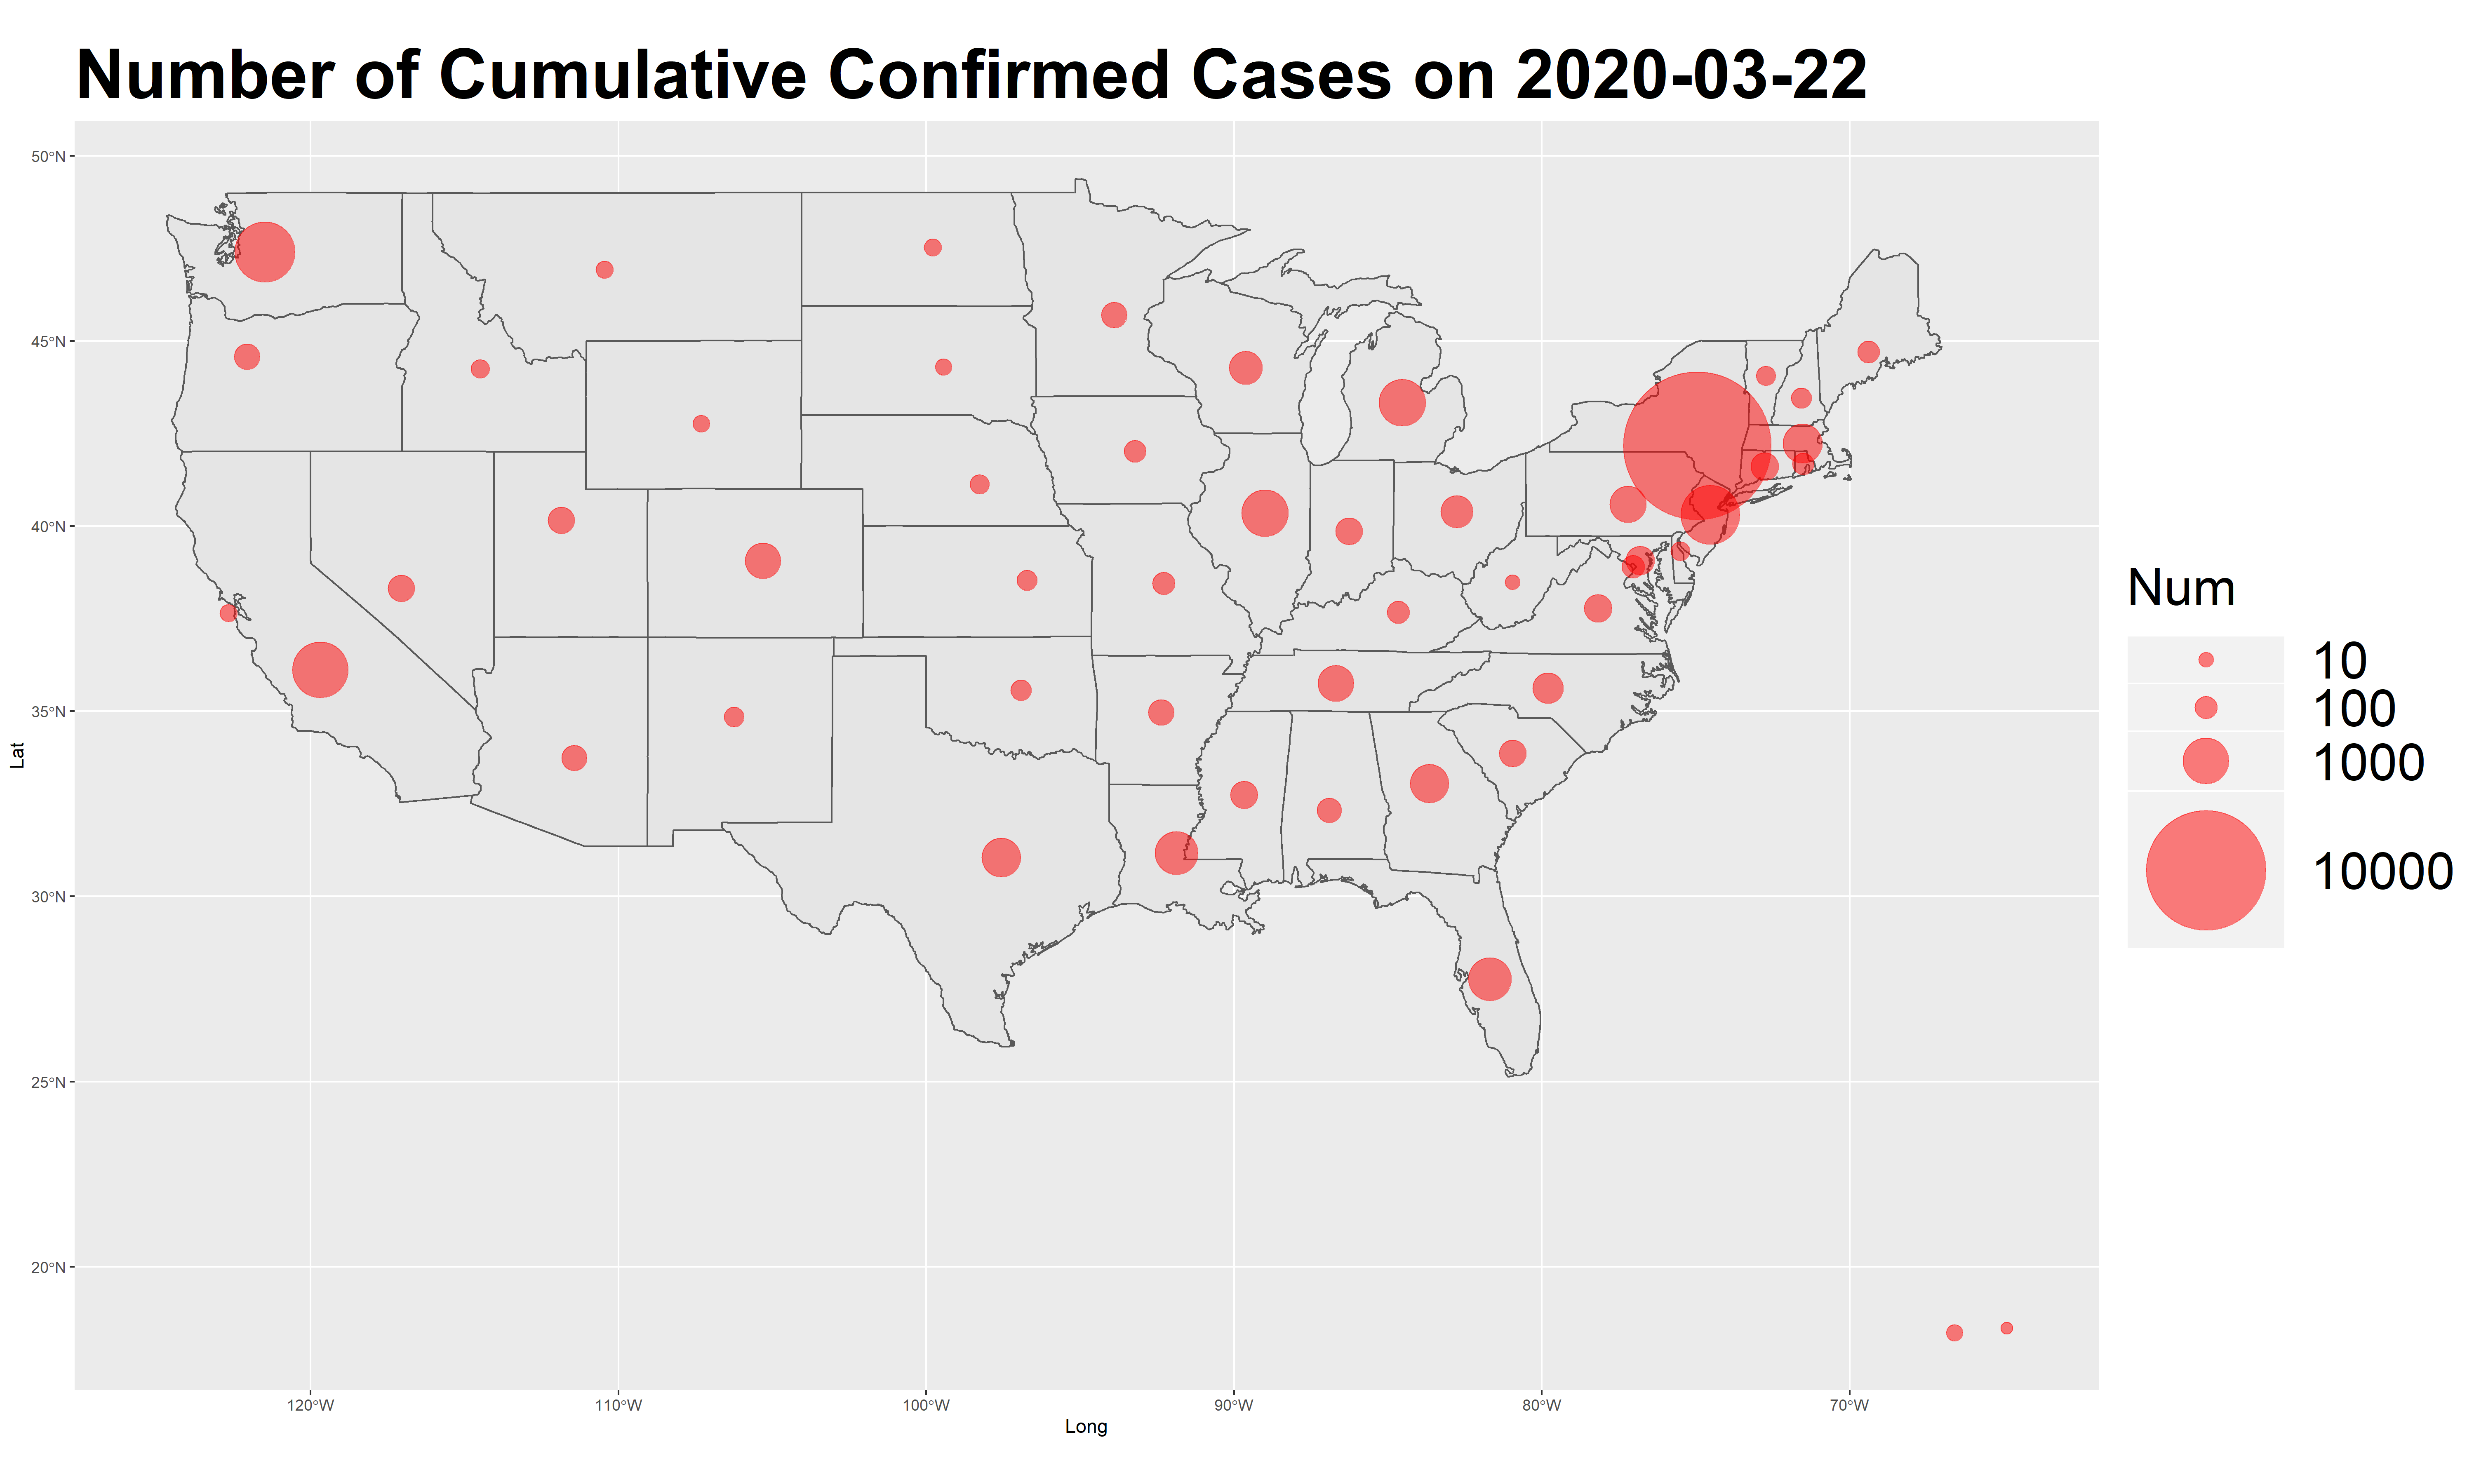 Number of Cumulative Confirmed Cases on 2020-03-22
50°N
45°N
40°N
35°N
30°N
25°N
20°N
Lat
120°W 110°W 100°W 90°W 80°W 70°W
Long
Num
10
100
1000
10000